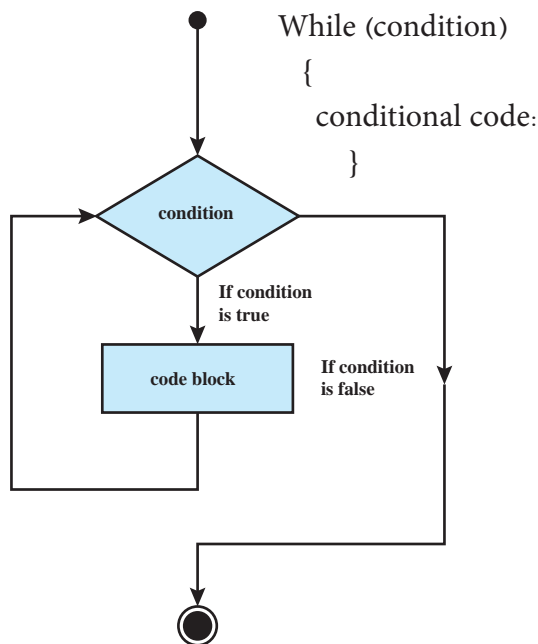 While (condition)
{
conditional code:
}
condition
If condition
is true
code block
If condition
is false